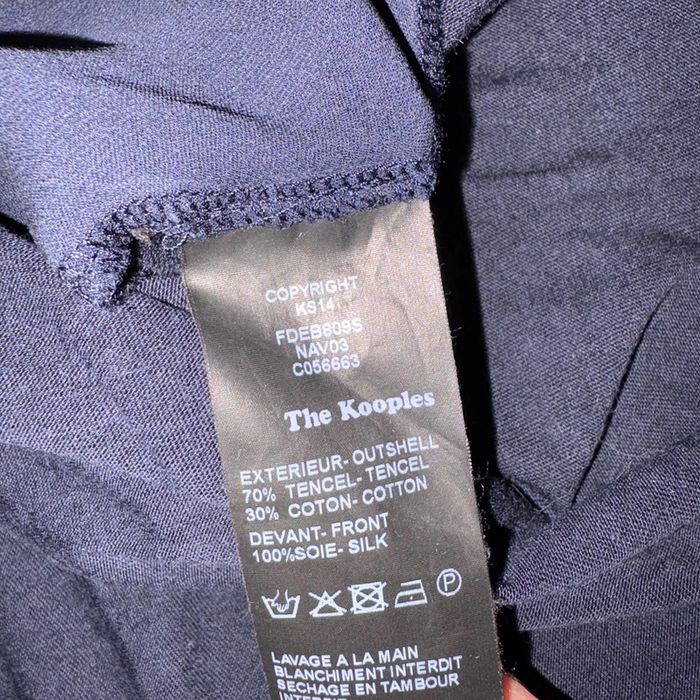 COPYRIGHT
KS14
FDEB809S
NAV03
C056663
The Kooples
EXTERIEUR- OUTSHELL
70% TENCEL- TENCEL
30% COTON- COTTON
DEVANT- FRONT
100%SOIE- SILK
P
LAVAGE A LA MAIN
BLANCHIMENT INTERDIT
SECHAGE EN TAMBOUR